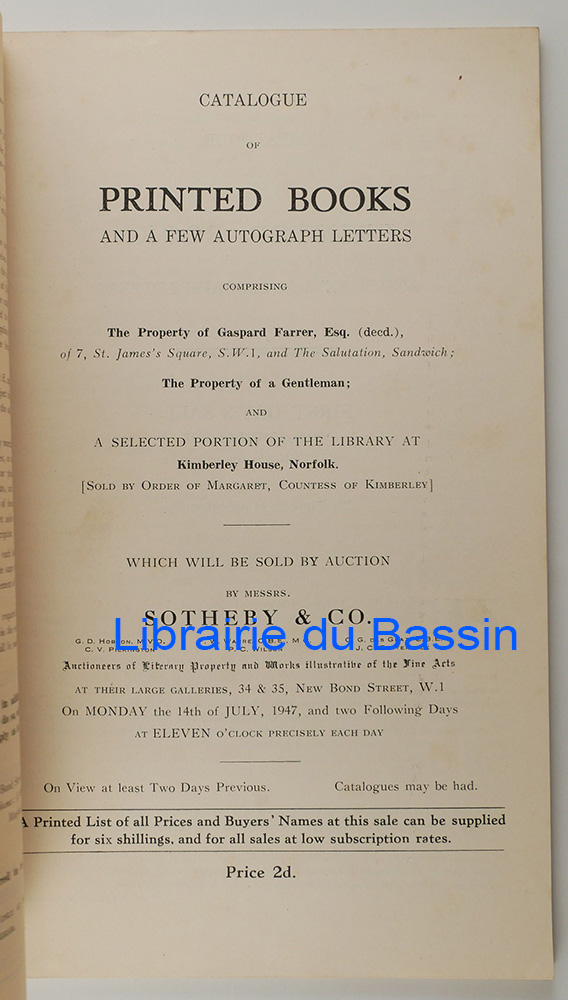 CATALOGUE
OF
PRINTED BOOKS
AND A FEW AUTOGRAPH LETTERS
COMPRISING
The Property of Gaspard Farrer, Esq. (decd.),
of 7, St. James's Square, S.W.1, and The Salutation, Sandwich;
The Property of a Gentleman;
AND
A SELECTED PORTION OF THE LIBRARY AT
Kimberley House, Norfolk.
[SOLD BY ORDER OF MARGARET, COUNTESS OF KIMBERLEY]
WHICH WILL BE SOLD BY AUCTION
BY MESSRS.
SOTHEBY & CO.
Librairie du Bassin
G. D.
C. V.
Auctioneers of Literary Property and Works illustrative of the Fine Arts
AT THEIR LARGE GALLERIES, 34 & 35, NEW BOND STREET, W.1
On MONDAY the 14th of JULY, 1947, and two Following Days
AT ELEVEN O'CLOCK PRECISELY EACH DAY
On View at least Two Days Previous. Catalogues may be had.
A Printed List of all Prices and Buyers' Names at this sale can be supplied
for six shillings, and for all sales at low subscription rates.
Price 2d.